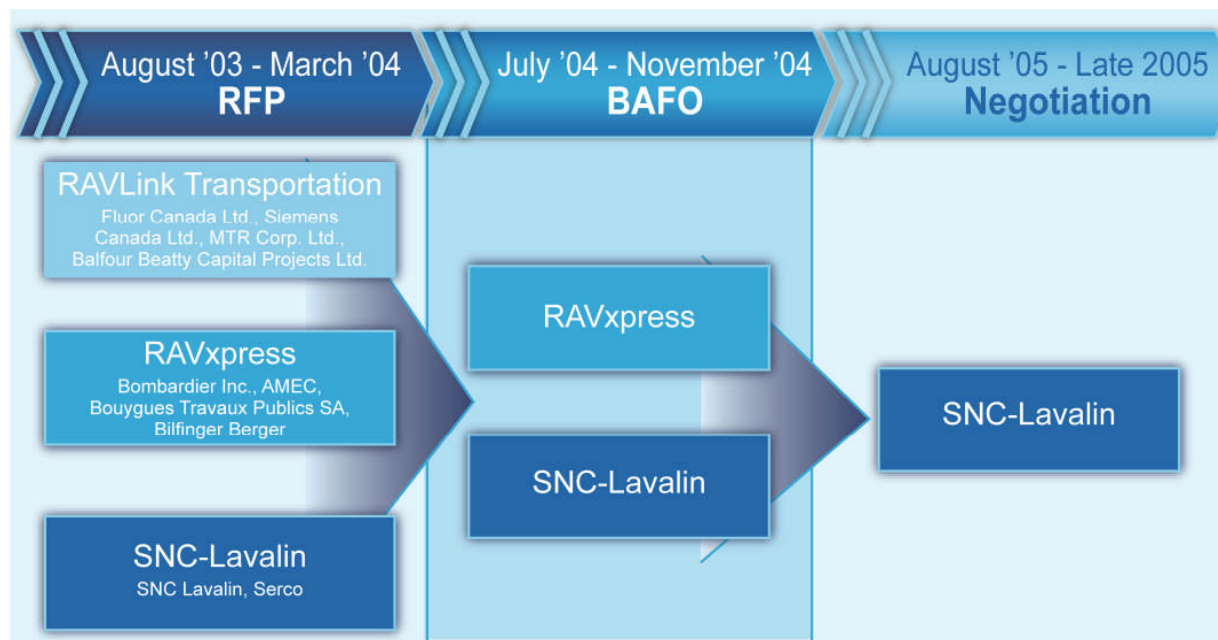 August ’03 - March ’04
RFP
July ’04 - November ’04
BAFO
August ’05 - Late 2005
Negotiation
RAVLink Transportation
Fluor Canada Ltd., Siemens
Canada Ltd., MTR Corp. Ltd.,
Balfour Beatty Capital Projects Ltd.
RAVxpress
Bombardier Inc., AMEC,
Bouygues Travaux Publics SA,
Bilfinger Berger
SNC-Lavalin
SNC Lavalin, Serco
RAVxpress
SNC-Lavalin
SNC-Lavalin